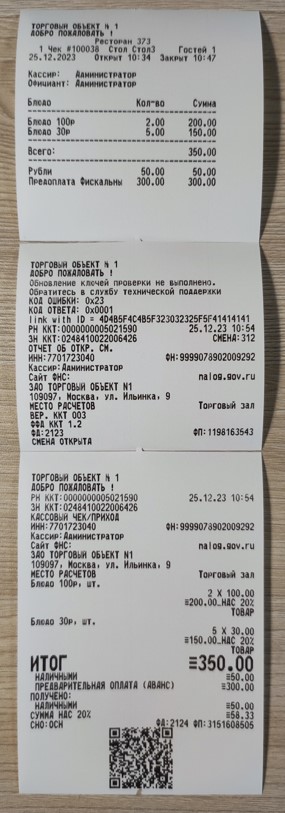 ТОРГОВЫЙ ОБЪЕКТ № 1
ДОБРО ПОЖАЛОВАТЬ !
Ресторан 373
1 Чек #100038 Стол Стол3 Гостей 1
25.12.2023 Открыт 10:34 Закрыт 10:47
Кассир: Администратор
Официант: Администратор
Блюдо Кол-во Сумма
Блюдо 100р 2.00 200.00
Блюдо 30р 5.00 150.00
Всего: 350.00
Рубли 50.00 50.00
Предоплата Фискальны 300.00 300.00
ТОРГОВЫЙ ОБЪЕКТ № 1
ДОБРО ПОЖАЛОВАТЬ !
Обновление ключей проверки не выполнено.
Обратитесь в службу технической поддержки
КОД ОШИБКИ: 0x23
КОД ОТВЕТА: 0x0001
link with ID = 4D4B5F4C4B5F323032325F5F41414141
РН ККТ:0000000005021590 25.12.23 10:54
ЗН ККТ:0248410022006426 СМЕНА:312
ОТЧЕТ ОБ ОТКР. СМ.
ИНН:7701723040 ФН:9999078902009292
Кассир:Администратор
Сайт ФНС: nalog.gov.ru
ЗАО ТОРГОВЫЙ ОБЪЕКТ N1
109097, Москва, ул. Ильинка, 9
МЕСТО РАСЧЕТОВ Торговый зал
ВЕР. ККТ 003
ФФД ККТ 1.2
ФД:2123 ФП:1198163543
СМЕНА ОТКРЫТА
ТОРГОВЫЙ ОБЪЕКТ № 1
ДОБРО ПОЖАЛОВАТЬ !
РН ККТ:0000000005021590 25.12.23 10:54
ЗН ККТ:0248410022006426
КАССОВЫЙ ЧЕК/ПРИХОД
ИНН:7701723040 ФН:9999078902009292
Кассир:Администратор
Сайт ФНС: nalog.gov.ru
ЗАО ТОРГОВЫЙ ОБЪЕКТ N1
109097, Москва, ул. Ильинка, 9
МЕСТО РАСЧЕТОВ Торговый зал
Блюдо 100р, шт.
2 X 100.00
≡200.00_НДС 20%
ТОВАР
Блюдо 30р, шт.
5 X 30.00
≡150.00_НДС 20%
ТОВАР
ИТОГ ≡350.00
НАЛИЧНЫМИ ≡50.00
ПРЕДВАРИТЕЛЬНАЯ ОПЛАТА (АВАНС) ≡300.00
ПОЛУЧЕНО:
НАЛИЧНЫМИ ≡50.00
СУММА НДС 20% ≡58.33
СНО:ОСН ФД:2124 ФП:3151608505